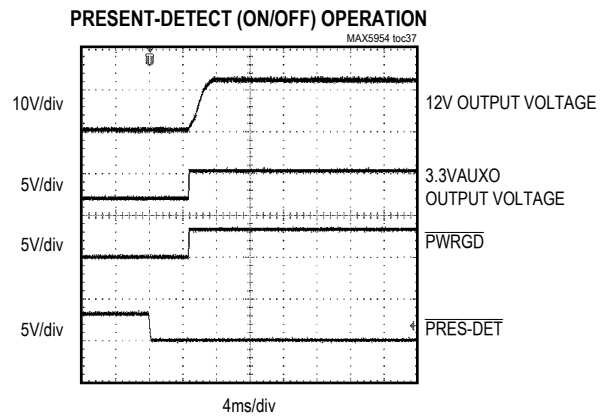 PRESENT-DETECT (ON/OFF) OPERATION
MAX5954 toc37
10V/div
12V OUTPUT VOLTAGE
5V/div
3.3VAUXO
OUTPUT VOLTAGE
5V/div
PWRGD
5V/div
PRES-DET
4ms/div